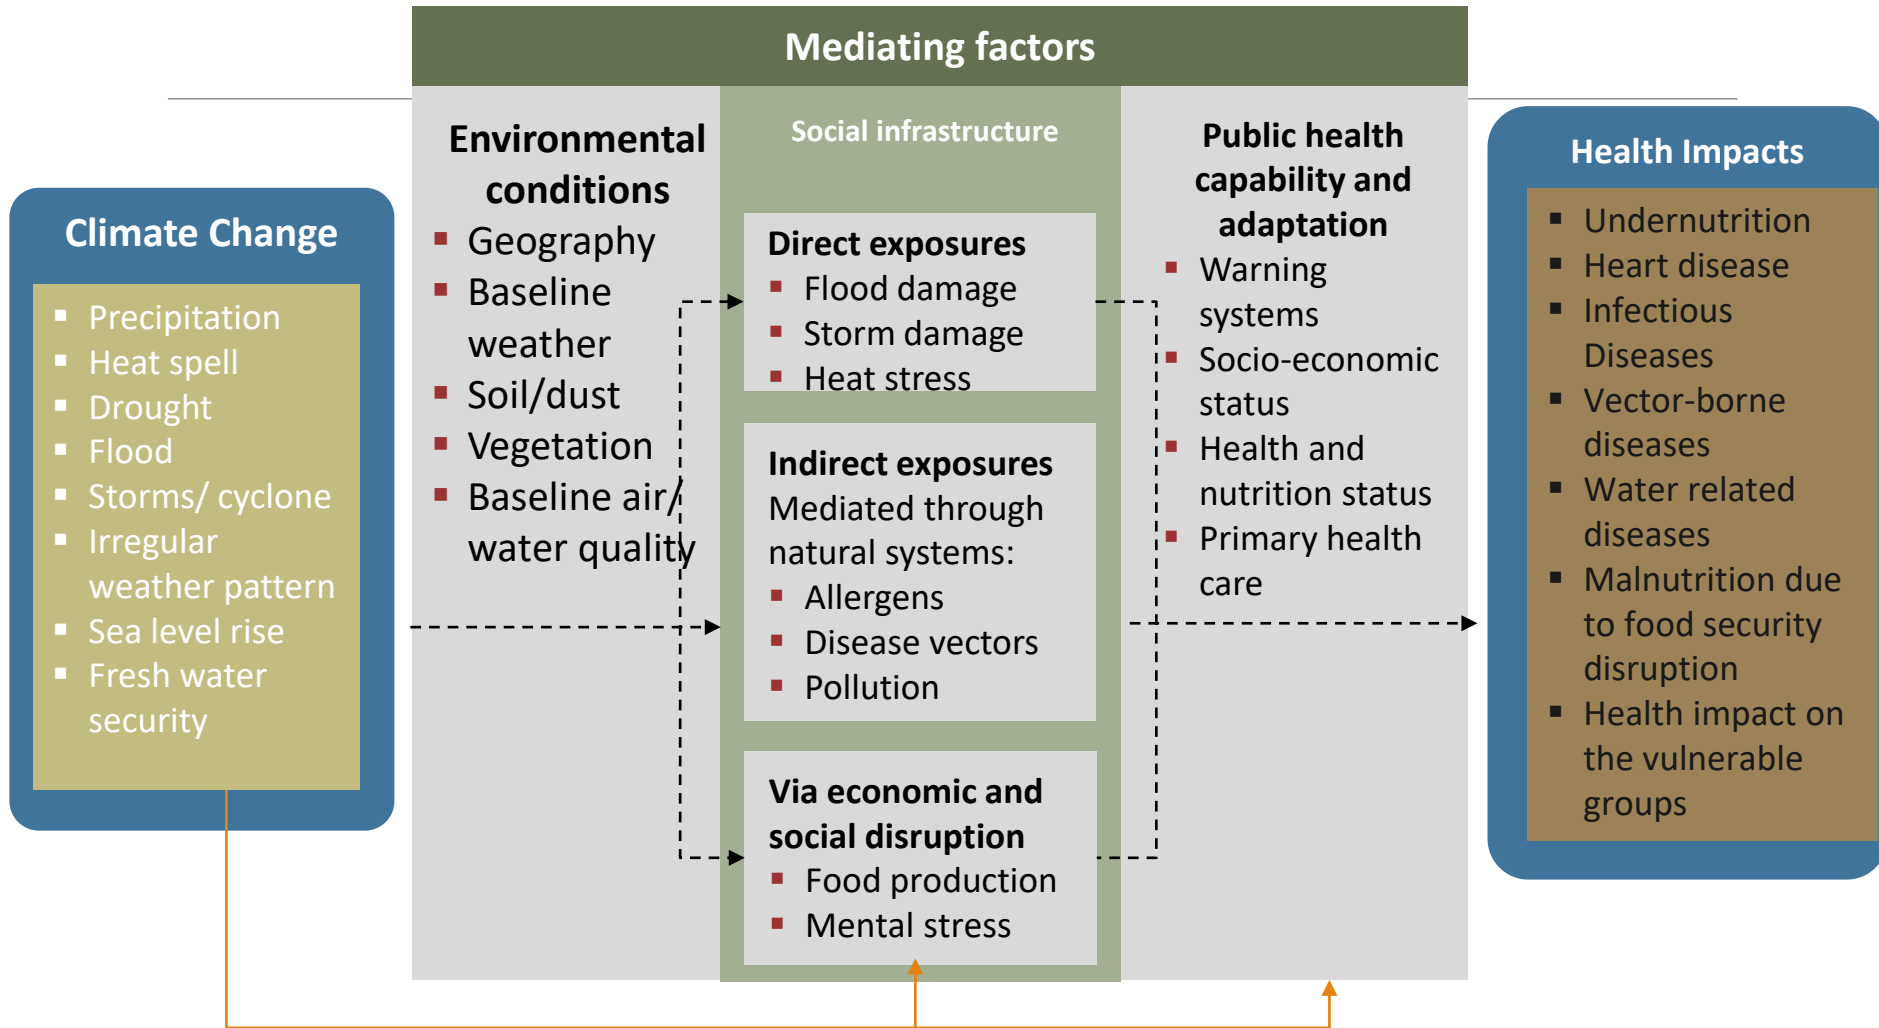 Mediating factors
Climate Change
▪ Precipitation
▪ Heat spell
▪ Drought
▪ Flood
▪ Storms/ cyclone
▪ Irregular
weather pattern
▪ Sea level rise
▪ Fresh water
security
Environmental
conditions
▪ Geography
▪ Baseline
weather
▪ Soil/dust
▪ Vegetation
▪ Baseline air/
water quality
Social infrastructure
Direct exposures
▪ Flood damage
▪ Storm damage
▪ Heat stress
Indirect exposures
Mediated through
natural systems:
▪ Allergens
▪ Disease vectors
▪ Pollution
Via economic and
social disruption
▪ Food production
▪ Mental stress
Public health
capability and
adaptation
▪ Warning
systems
▪ Socio-economic
status
▪ Health and
nutrition status
▪ Primary health
care
Health Impacts
▪ Undernutrition
▪ Heart disease
▪ Infectious
Diseases
▪ Vector-borne
diseases
▪ Water related
diseases
▪ Malnutrition due
to food security
disruption
▪ Health impact on
the vulnerable
groups